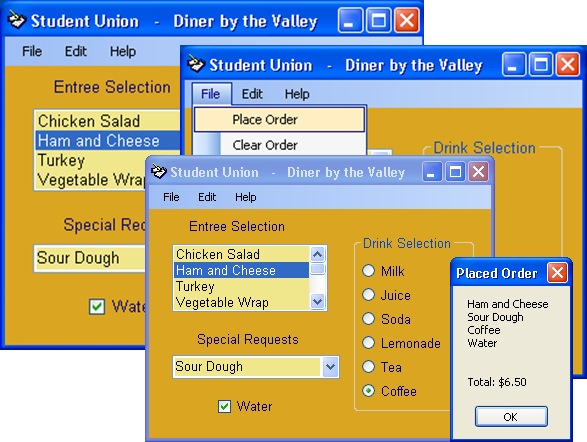 Student Union - Diner by the Valley
File Edit Help
Entree Selection
Chicken Salad
Ham and Cheese
Turkey
Vegetable Wrap
Special Requ
Sour Dough
Water
Student Union - Diner by the Valley
File Edit Help
Place Order
Clear Order
Drink Selection
Student Union - Diner by the Valley
File Edit Help
Entree Selection
Chicken Salad
Ham and Cheese
Turkey
Vegetable Wrap
Special Requests
Sour Dough
Water
Drink Selection
Milk
Juice
Soda
Lemonade
Tea
Coffee
Placed Order
Ham and Cheese
Sour Dough
Coffee
Water
Total: $6.50
OK